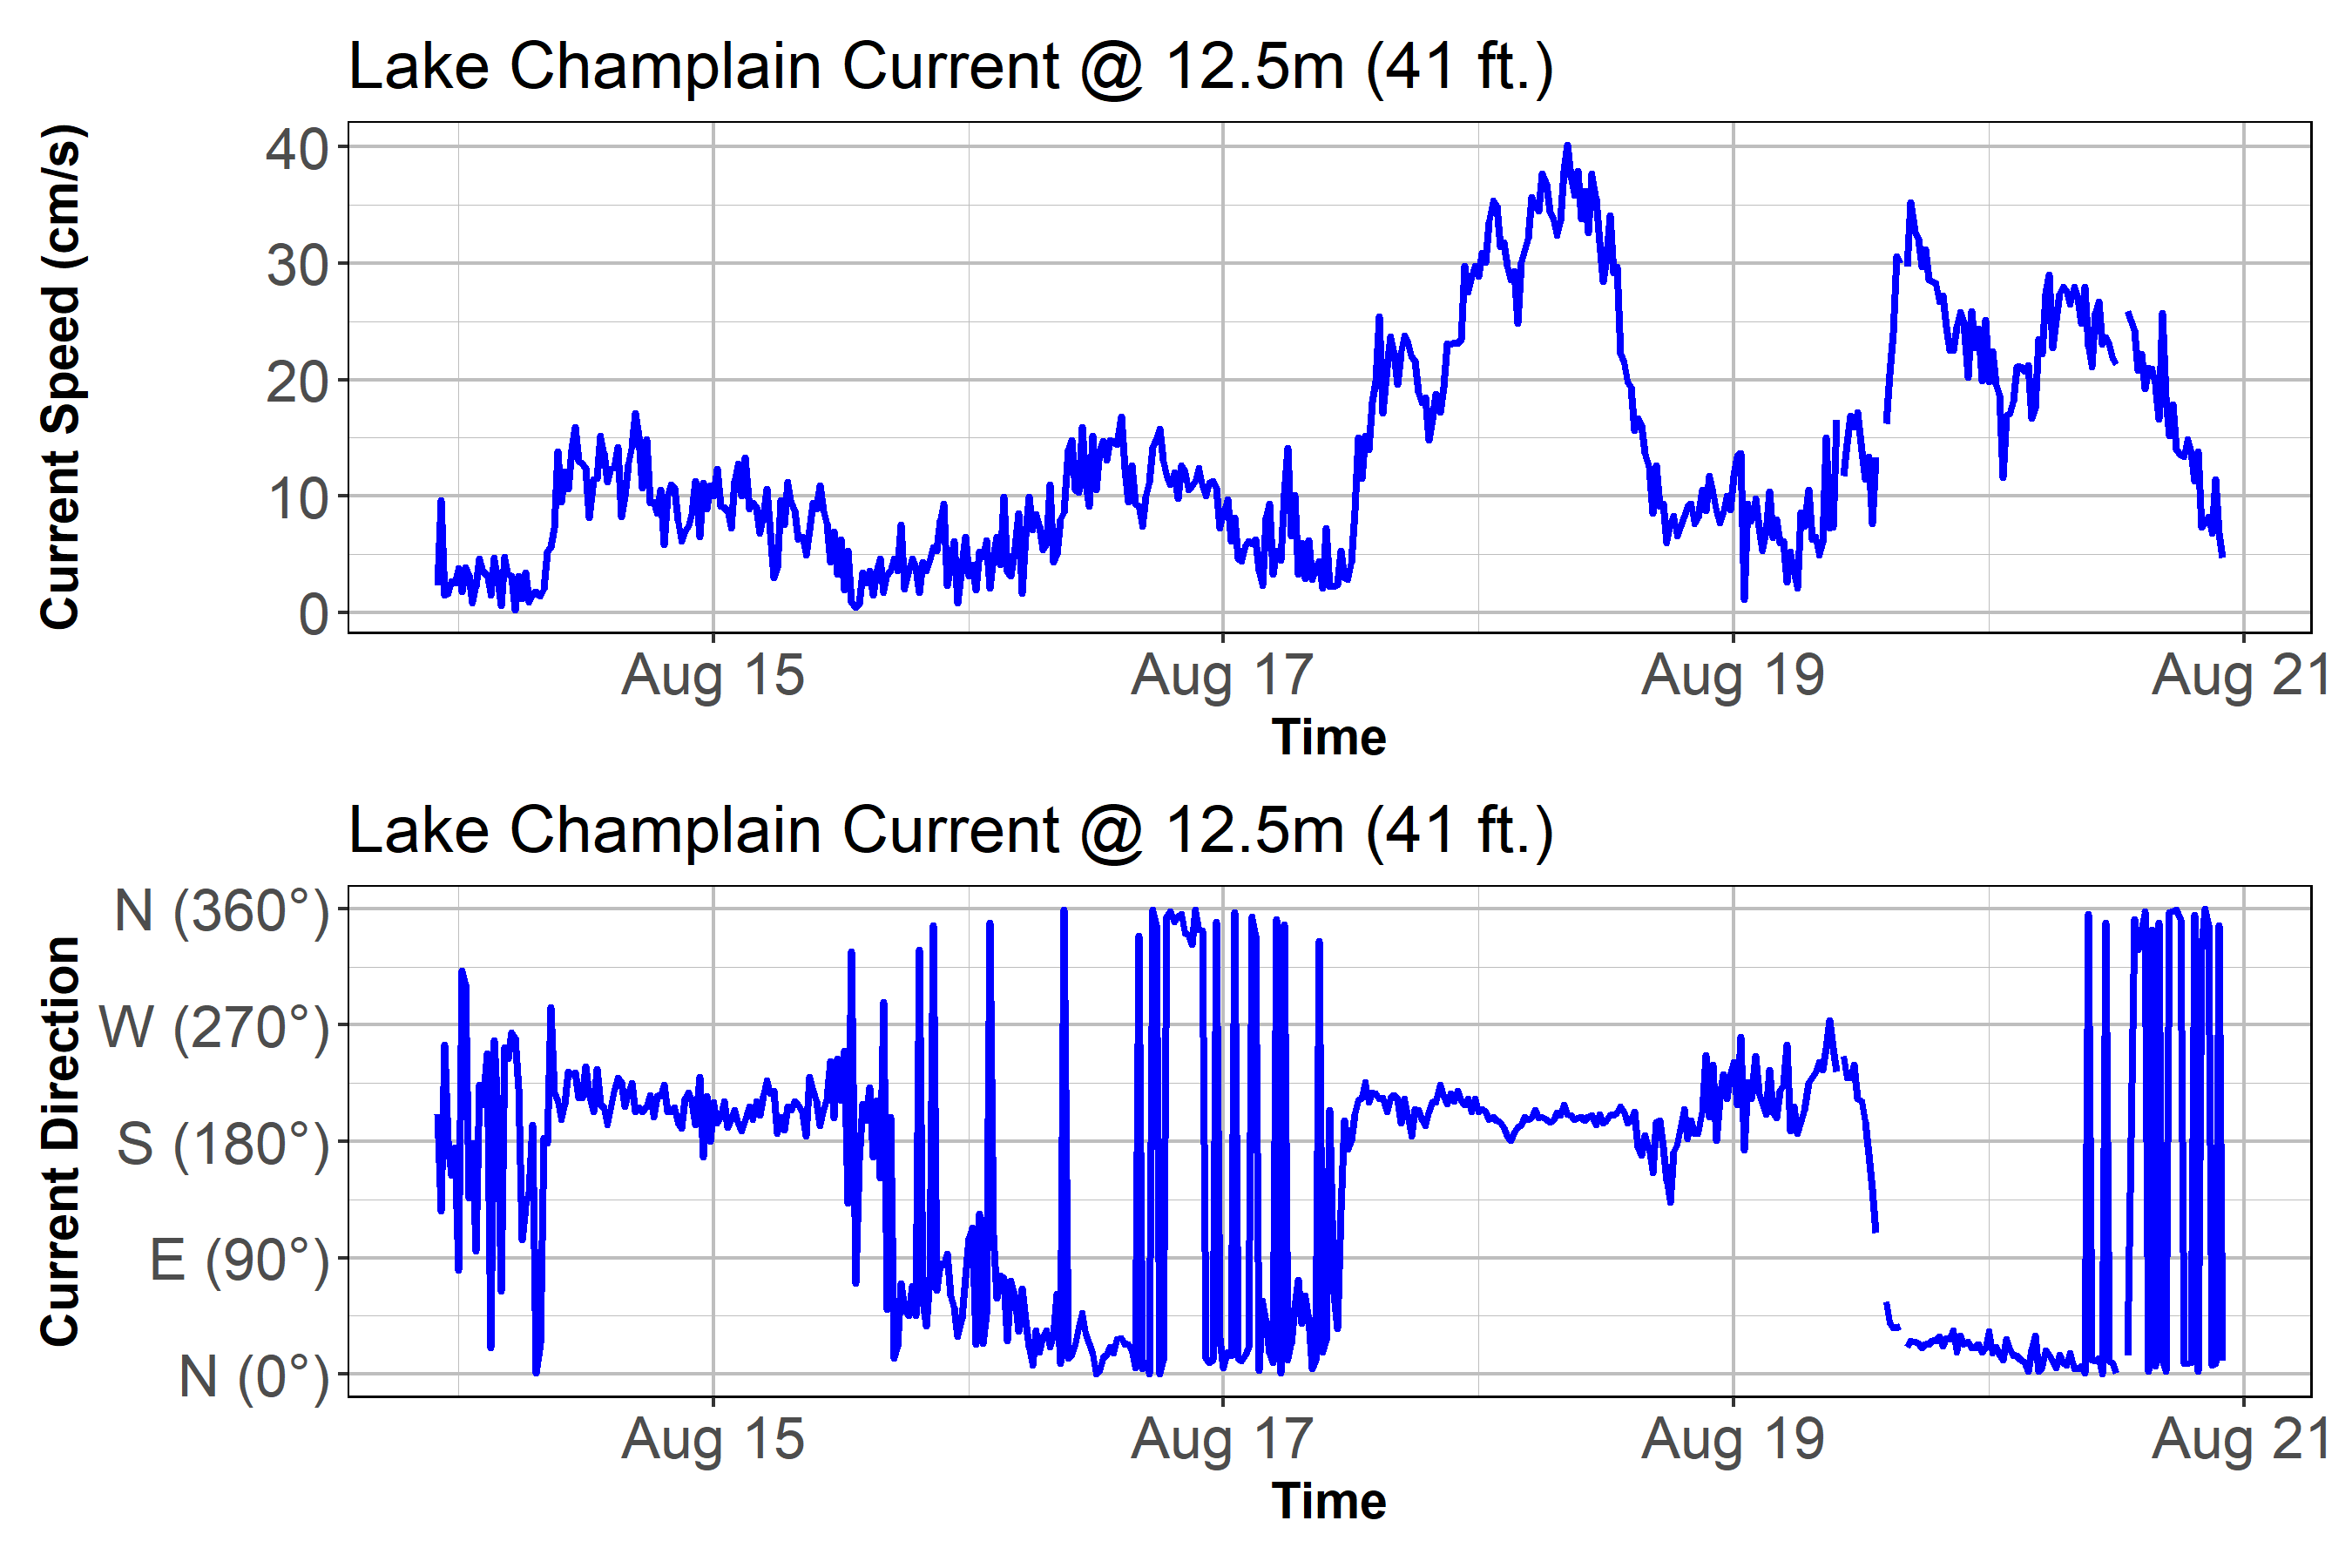 Lake Champlain Current @ 12.5m (41 ft.)
Current Speed (cm/s)
40
30
20
10
0
Aug 15
Aug 17
Aug 19
Aug 21
Time
Lake Champlain Current @ 12.5m (41 ft.)
Current Direction
N (360°)
W (270°)
S (180°)
E (90°)
N (0°)
Aug 15
Aug 17
Aug 19
Aug 21
Time